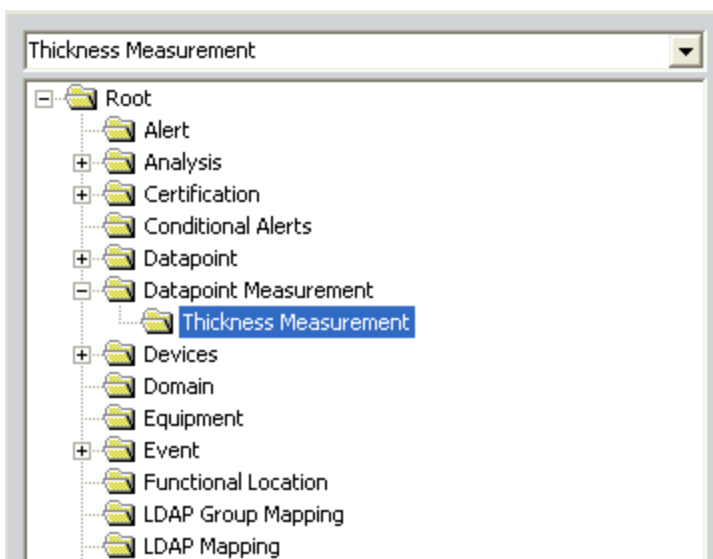 Thickness Measurement
Root
Alert
Analysis
Certification
Conditional Alerts
Datapoint
Datapoint Measurement
Thickness Measurement
Devices
Domain
Equipment
Event
Functional Location
LDAP Group Mapping
LDAP Mapping